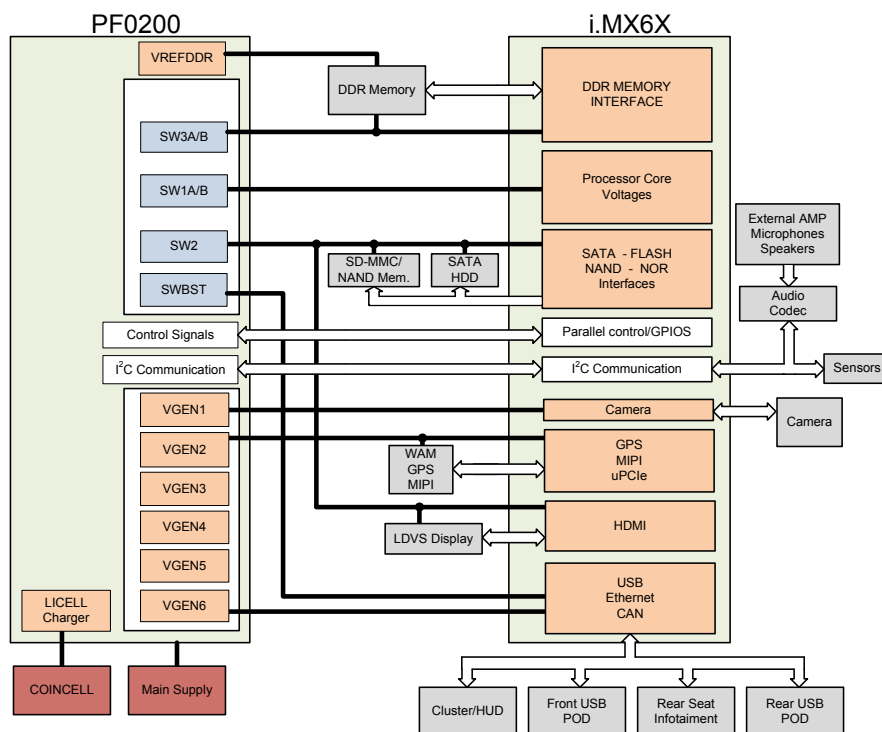 PF0200
i.MX6X
VREFDDR
DDR Memory
DDR MEMORY
INTERFACE
SW3A/B
SW1A/B
Processor Core
Voltages
SW2
SD-MMC/
NAND Mem.
SATA
HDD
SATA - FLASH
NAND - NOR
Interfaces
External AMP
Microphones
Speakers
SWBST
Audio
Codec
Control Signals
Parallel control/GPIOS
I²C Communication
I²C Communication
Sensors
VGEN1
Camera
Camera
VGEN2
WAM
GPS
MIPI
GPS
MIPI
uPCIe
VGEN3
VGEN4
LDVS Display
HDMI
VGEN5
VGEN6
USB
Ethernet
CAN
LICELL
Charger
COINCELL
Main Supply
Cluster/HUD
Front USB
POD
Rear Seat
Infotaiment
Rear USB
POD